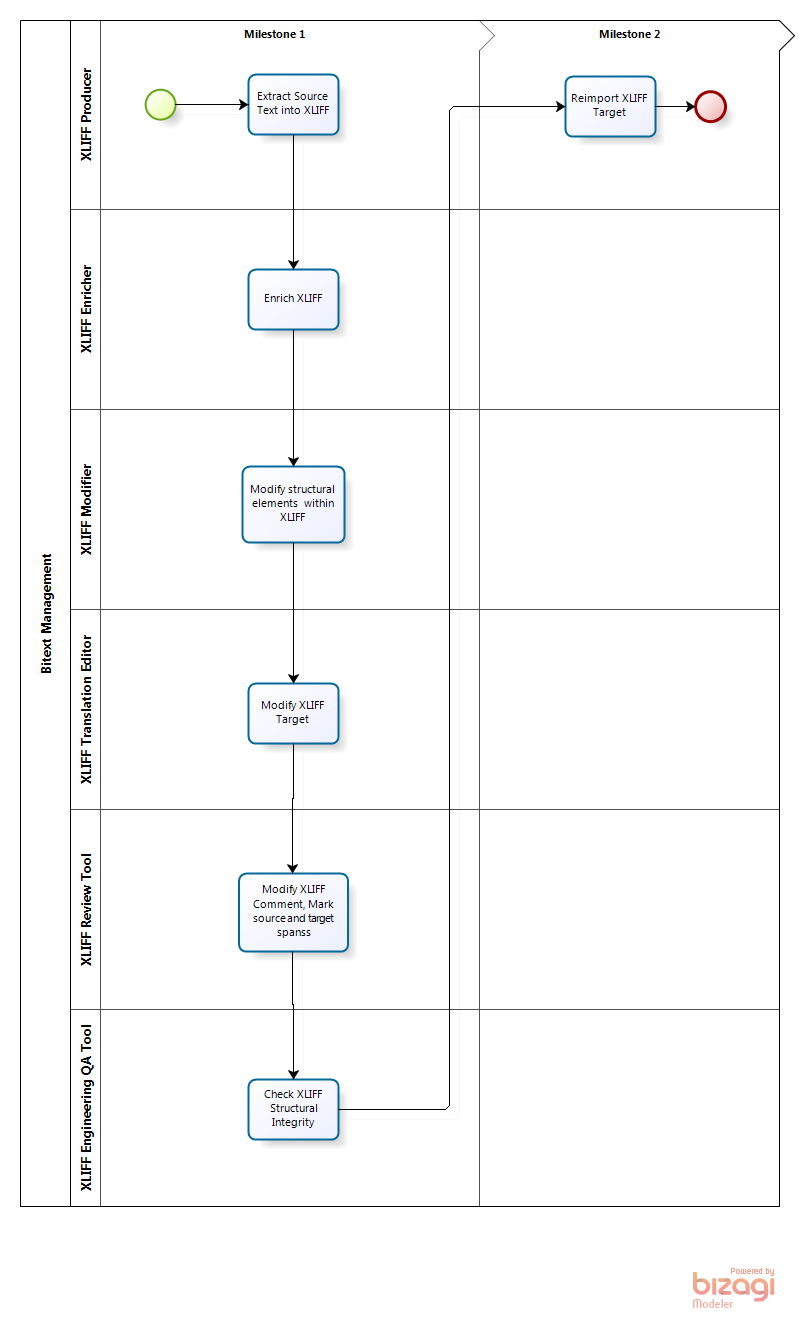 Milestone 1
Milestone 2
Bitext Management
XLIFF Producer
Extract Source
Text into XLIFF
Reimport XLIFF
Target
XLIFF Enricher
Enrich XLIFF
XLIFF Modifier
Modify structural
elements within
XLIFF
XLIFF Translation Editor
Modify XLIFF
Target
XLIFF Review Tool
Modify XLIFF
Comment, Mark
source and target
spanss
XLIFF Engineering QA Tool
Check XLIFF
Structural
Integrity
Powered by
bizagi
Modeler